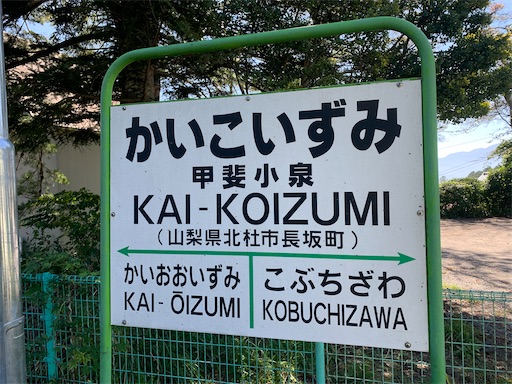 かいこいずみ
甲斐小泉
KAI-KOIZUMI
（山梨県北杜市長坂町）
かいおおいずみ こぶちざわ
KAI-ŌIZUMI KOBUCHIZAWA